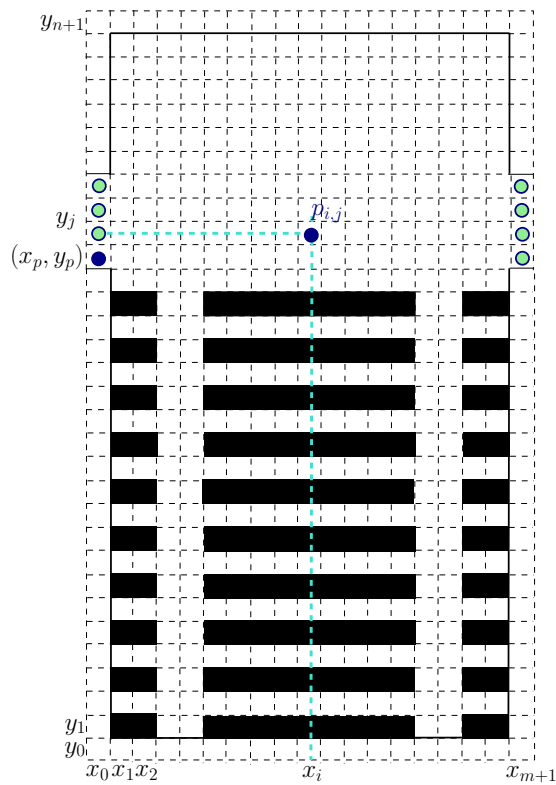 $y_{n+1}$
$p_{i,j}$
$y_j$
$(x_p, y_p)$
$y_1$
$y_0$
$x_0 x_1 x_2$ $x_i$ $x_{m+1}$